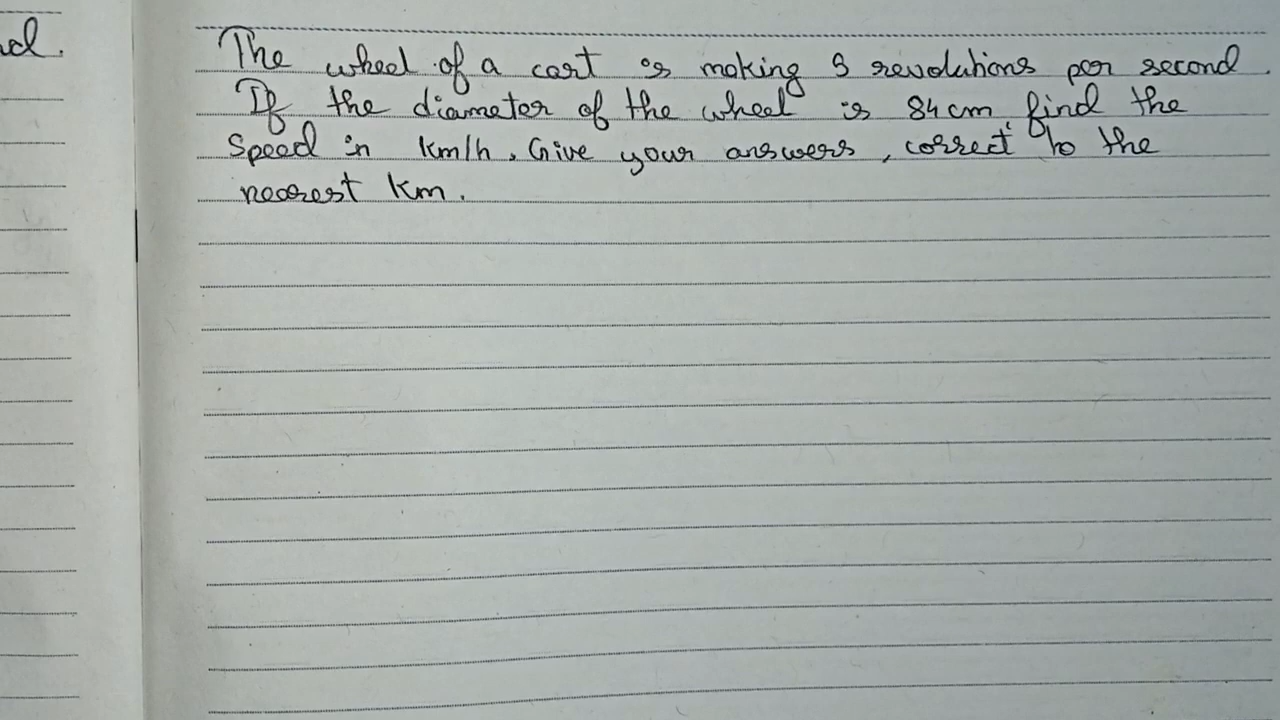 The wheel of a cart is making 5 revolutions per second.
If the diameter of the wheel is 84 cm, find the
Speed in km/h. Give your answers, correct to the
nearest km.